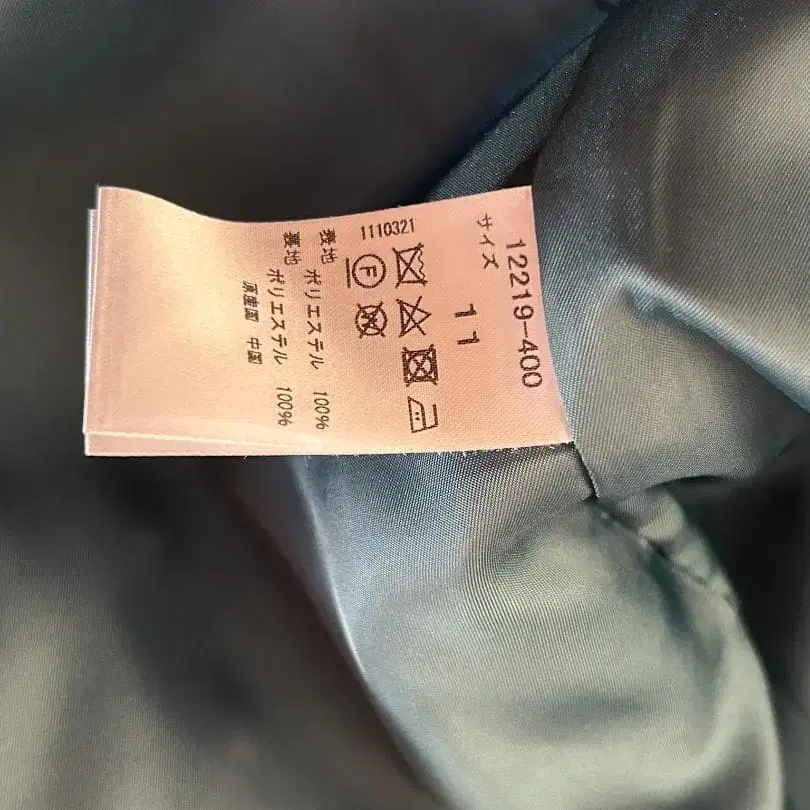 12219-400
サイズ 11
1110321
F
表地 ポリエステル 100%
裏地 ポリエステル 100%
原産国 中国